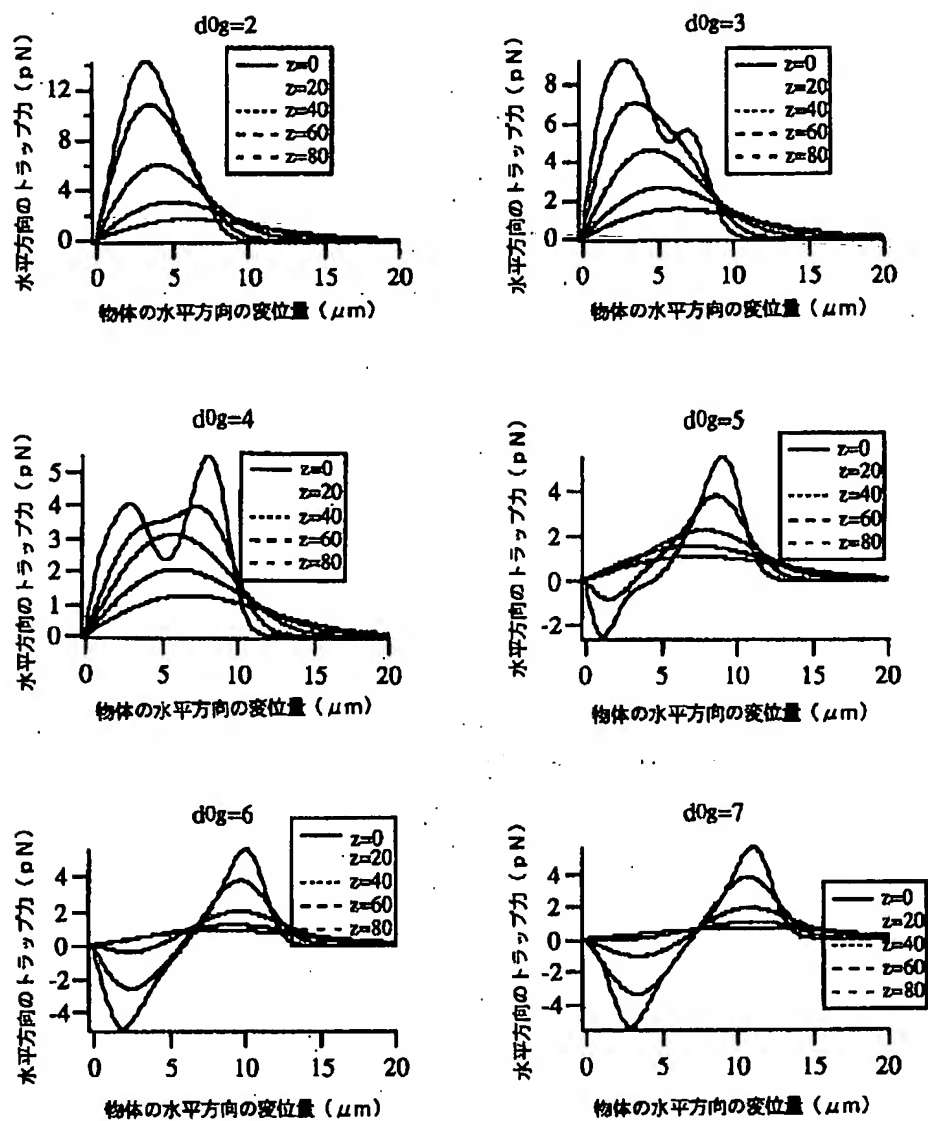 d0g=2
水平方向のトラップ力 (pN)
12
8
4
0
z=0
z=20
z=40
z=60
z=80
0 5 10 15 20
物体の水平方向の変位量 (μm)
d0g=3
水平方向のトラップ力 (pN)
8
6
4
2
0
z=0
z=20
z=40
z=60
z=80
0 5 10 15 20
物体の水平方向の変位量 (μm)
d0g=4
水平方向のトラップ力 (pN)
5
4
3
2
1
0
z=0
z=20
z=40
z=60
z=80
0 5 10 15 20
物体の水平方向の変位量 (μm)
d0g=5
水平方向のトラップ力 (pN)
4
2
0
-2
z=0
z=20
z=40
z=60
z=80
0 5 10 15 20
物体の水平方向の変位量 (μm)
d0g=6
水平方向のトラップ力 (pN)
4
2
0
-2
-4
z=0
z=20
z=40
z=60
z=80
0 5 10 15 20
物体の水平方向の変位量 (μm)
d0g=7
水平方向のトラップ力 (pN)
4
2
0
-2
-4
z=0
z=20
z=40
z=60
z=80
0 5 10 15 20
物体の水平方向の変位量 (μm)